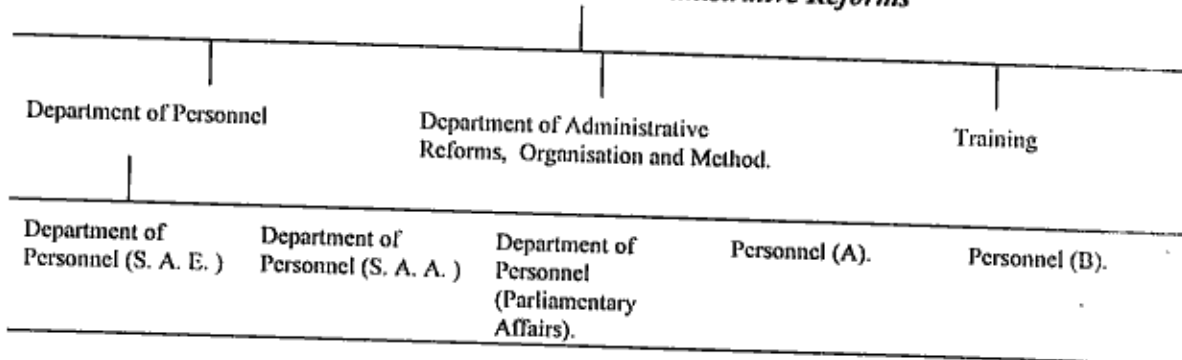 Reforms
Department of Personnel
Department of Administrative
Reforms, Organisation and Method.
Training
Department of
Personnel (S. A. E. )
Department of
Personnel (S. A. A. )
Department of
Personnel
(Parliamentary
Affairs).
Personnel (A).
Personnel (B).